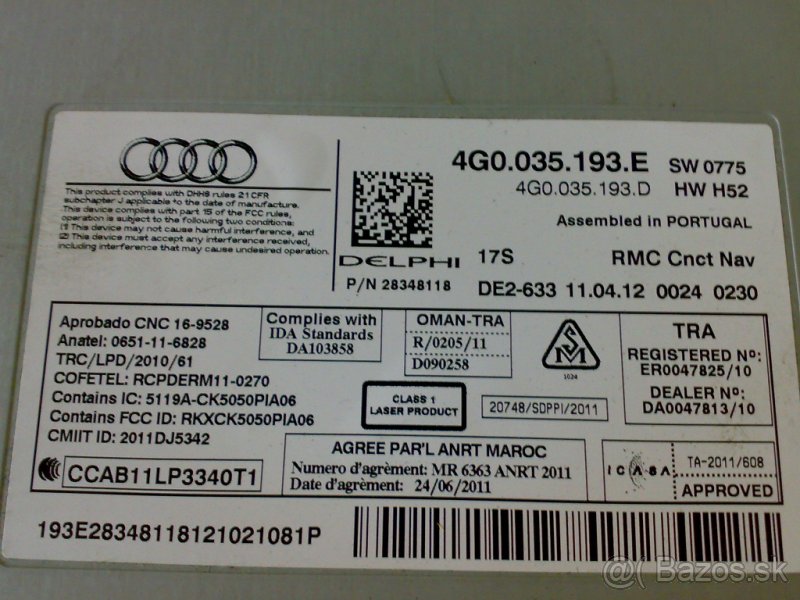 This product complies with DHHS rules 21 CFR
subchapter J applicable to the date of manufacture.
This device complies with part 15 of the FCC rules,
operation is subject to the following two conditions:
(1) This device may not cause harmful interference, and
(2) This device must accept any interference received,
including interference that may cause undesired operation.
DELPHI
P/N 28348118
4G0.035.193.E SW 0775
4G0.035.193.D HW H52
Assembled in PORTUGAL
17S RMC Cnct Nav
DE2-633 11.04.12 0024 0230
Aprobado CNC 16-9528
Anatel: 0651-11-6828
TRC/LPD/2010/61
COFETEL: RCPDERM11-0270
Contains IC: 5119A-CK5050PIA06
Contains FCC ID: RKXCK5050PIA06
CMIIT ID: 2011DJ5342
CCAB11LP3340T1
Complies with
IDA Standards
DA103858
OMAN-TRA
R/0205/11
D090258
SM
1024
CLASS 1
LASER PRODUCT
20748/SDPPI/2011
TRA
REGISTERED Nº:
ER0047825/10
DEALER Nº:
DA0047813/10
AGREE PAR'L ANRT MAROC
Numero d'agrèment: MR 6363 ANRT 2011
Date d'agrèment: 24/06/2011
ICASA
TA-2011/608
APPROVED
193E28348118121021081P
@( Bazos.sk